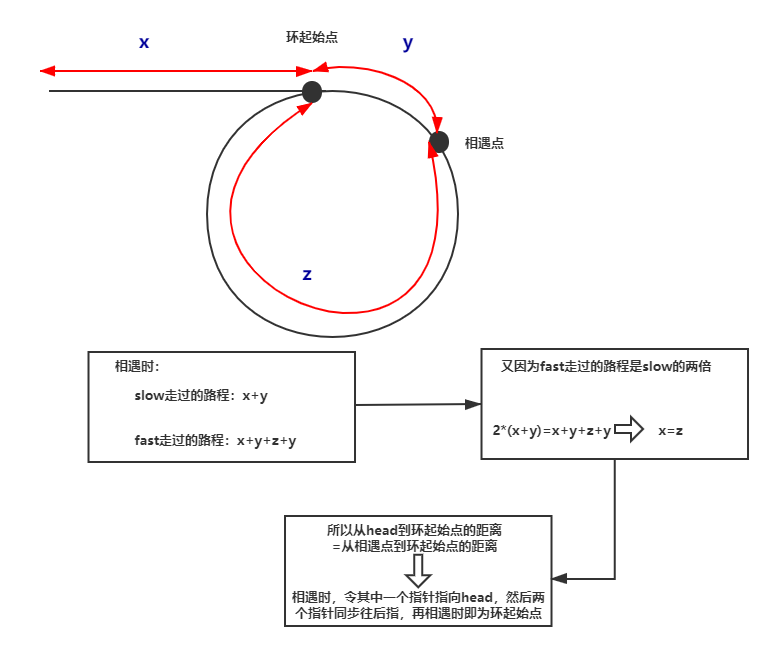 x
环起始点
y
相遇点
z
相遇时：
slow走过的路程：x+y
fast走过的路程：x+y+z+y
又因为fast走过的路程是slow的两倍
2*(x+y)=x+y+z+y
x=z
所以从head到环起始点的距离
=从相遇点到环起始点的距离
相遇时，令其中一个指针指向head，然后两
个指针同步往后指，再相遇时即为环起始点